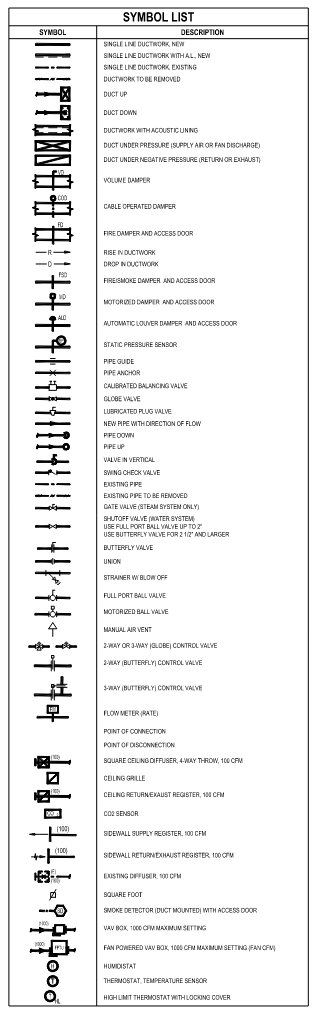 SYMBOL LIST
SYMBOL DESCRIPTION
SINGLE LINE DUCTWORK, NEW
SINGLE LINE DUCTWORK WITH A.L., NEW
SINGLE LINE DUCTWORK, EXISTING
DUCTWORK TO BE REMOVED
DUCT UP
DUCT DOWN
DUCTWORK WITH ACOUSTIC LINING
DUCT UNDER PRESSURE (SUPPLY AIR OR FAN DISCHARGE)
DUCT UNDER NEGATIVE PRESSURE (RETURN OR EXHAUST)
VD VOLUME DAMPER
COD CABLE OPERATED DAMPER
FD FIRE DAMPER AND ACCESS DOOR
R RISE IN DUCTWORK
D DROP IN DUCTWORK
FSD FIRE/SMOKE DAMPER AND ACCESS DOOR
MD MOTORIZED DAMPER AND ACCESS DOOR
ALD AUTOMATIC LOUVER DAMPER AND ACCESS DOOR
STATIC PRESSURE SENSOR
PIPE GUIDE
PIPE ANCHOR
CALIBRATED BALANCING VALVE
GLOBE VALVE
LUBRICATED PLUG VALVE
NEW PIPE WITH DIRECTION OF FLOW
PIPE DOWN
PIPE UP
VALVE IN VERTICAL
SWING CHECK VALVE
EXISTING PIPE
EXISTING PIPE TO BE REMOVED
GATE VALVE (STEAM SYSTEM ONLY)
SHUTOFF VALVE (WATER SYSTEM)
USE FULL PORT BALL VALVE UP TO 2"
USE BUTTERFLY VALVE FOR 2 1/2" AND LARGER
BUTTERFLY VALVE
UNION
STRAINER W/ BLOW OFF
FULL PORT BALL VALVE
MOTORIZED BALL VALVE
MANUAL AIR VENT
2-WAY OR 3-WAY (GLOBE) CONTROL VALVE
2-WAY (BUTTERFLY) CONTROL VALVE
3-WAY (BUTTERFLY) CONTROL VALVE
FM FLOW METER (RATE)
POINT OF CONNECTION
POINT OF DISCONNECTION
(100) SQUARE CEILING DIFFUSER, 4-WAY THROW, 100 CFM
CEILING GRILLE
(100) CEILING RETURN/EXAUST REGISTER, 100 CFM
CO2 CO2 SENSOR
(100) SIDEWALL SUPPLY REGISTER, 100 CFM
(100) SIDEWALL RETURN/EXHAUST REGISTER, 100 CFM
(E)
(100) EXISTING DIFFUSER, 100 CFM
SQUARE FOOT
SD SMOKE DETECTOR (DUCT MOUNTED) WITH ACCESS DOOR
(1000) VAV BOX, 1000 CFM MAXIMUM SETTING
(1000) FPTU FAN POWERED VAV BOX, 1000 CFM MAXIMUM SETTING (FAN CFM)
H HUMIDISTAT
T THERMOSTAT, TEMPERATURE SENSOR
T HL HIGH LIMIT THERMOSTAT WITH LOCKING COVER